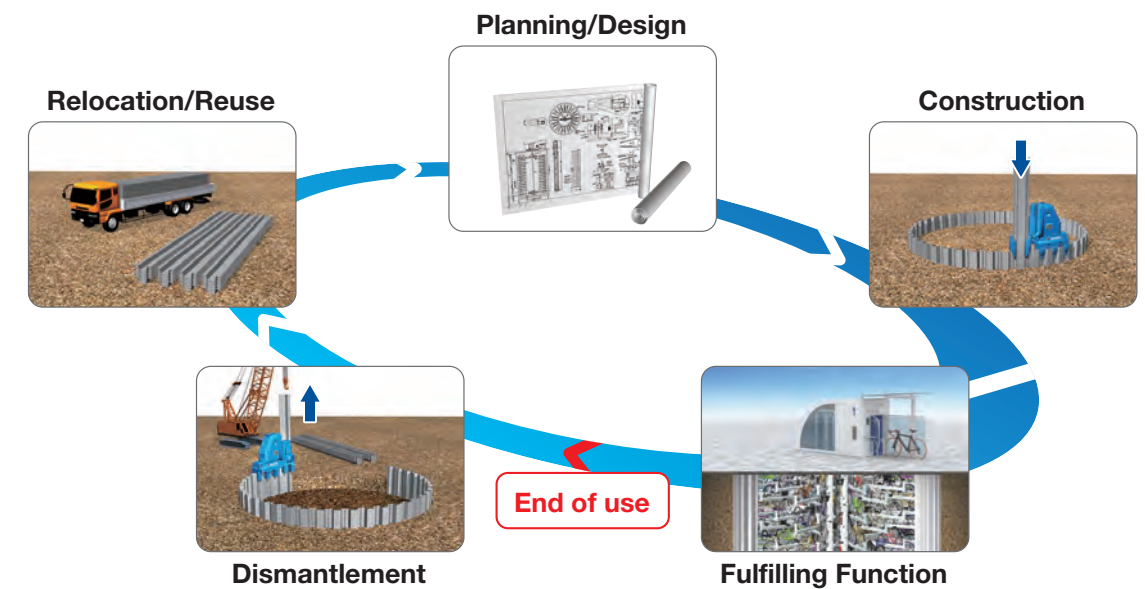 Planning/Design
Relocation/Reuse
Construction
End of use
Dismantlement
Fulfilling Function